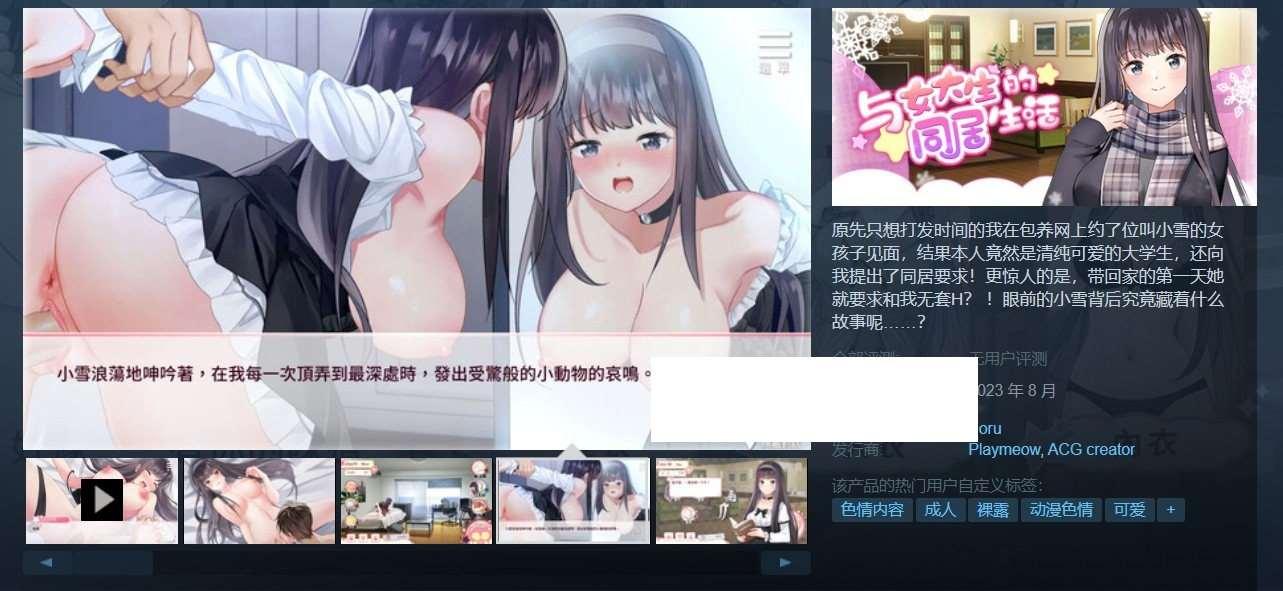 選單
与女大生的
同居生活
小雪浪蕩地呻吟著，在我每一次頂弄到最深處時，發出受驚般的小動物的哀鳴。
原先只想打发时间的我在包养网上约了位叫小雪的女
孩子见面，结果本人竟然是清纯可爱的大学生，还向
我提出了同居要求！更惊人的是，带回家的第一天她
就要求和我无套H？ ！眼前的小雪背后究竟藏着什么
故事呢……？
全部评测: 无用户评测
023 年 8 月
oru
发行商: Playmeow, ACG creator
该产品的热门用户自定义标签:
色情内容 成人 裸露 动漫色情 可爱 +